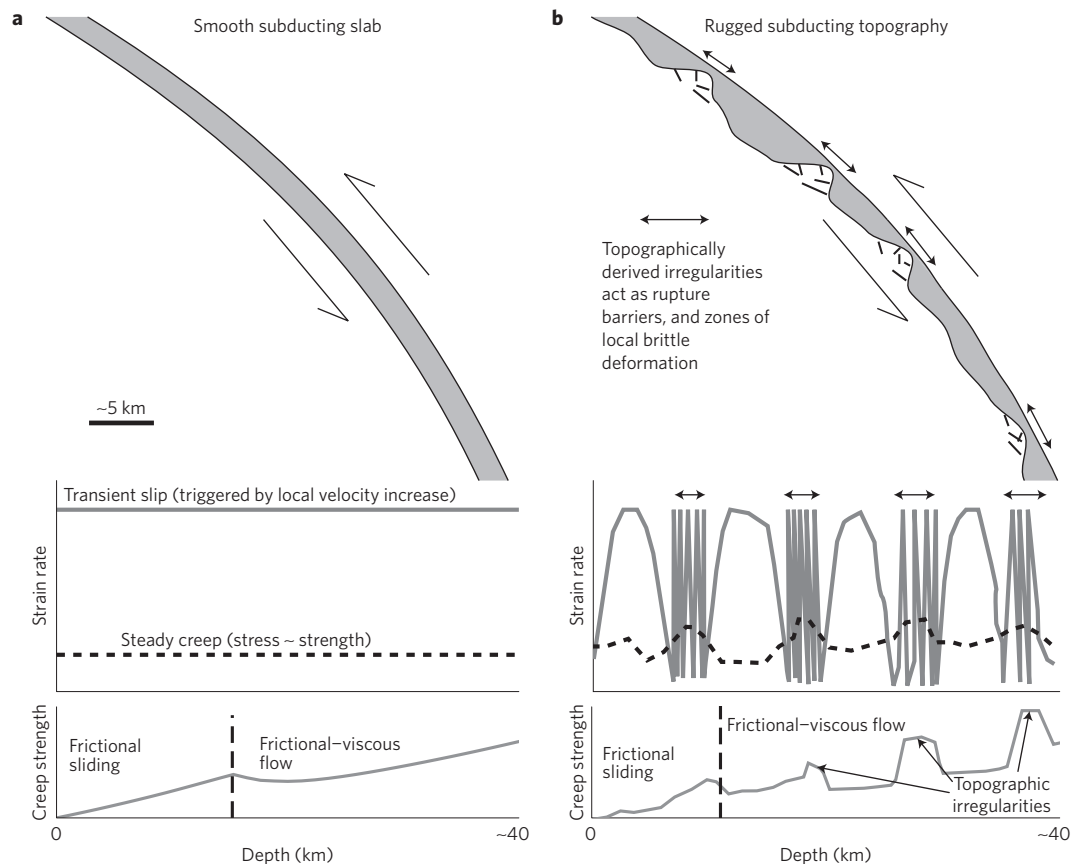 a
Smooth subducting slab
~5 km
Transient slip (triggered by local velocity increase)
Steady creep (stress ~ strength)
Strain rate
Frictional
sliding
Frictional–viscous
flow
Creep strength
0
~40
Depth (km)
b
Rugged subducting topography
Topographically
derived irregularities
act as rupture
barriers, and zones of
local brittle
deformation
Strain rate
Frictional–viscous flow
Frictional
sliding
Topographic
irregularities
Creep strength
0
~40
Depth (km)